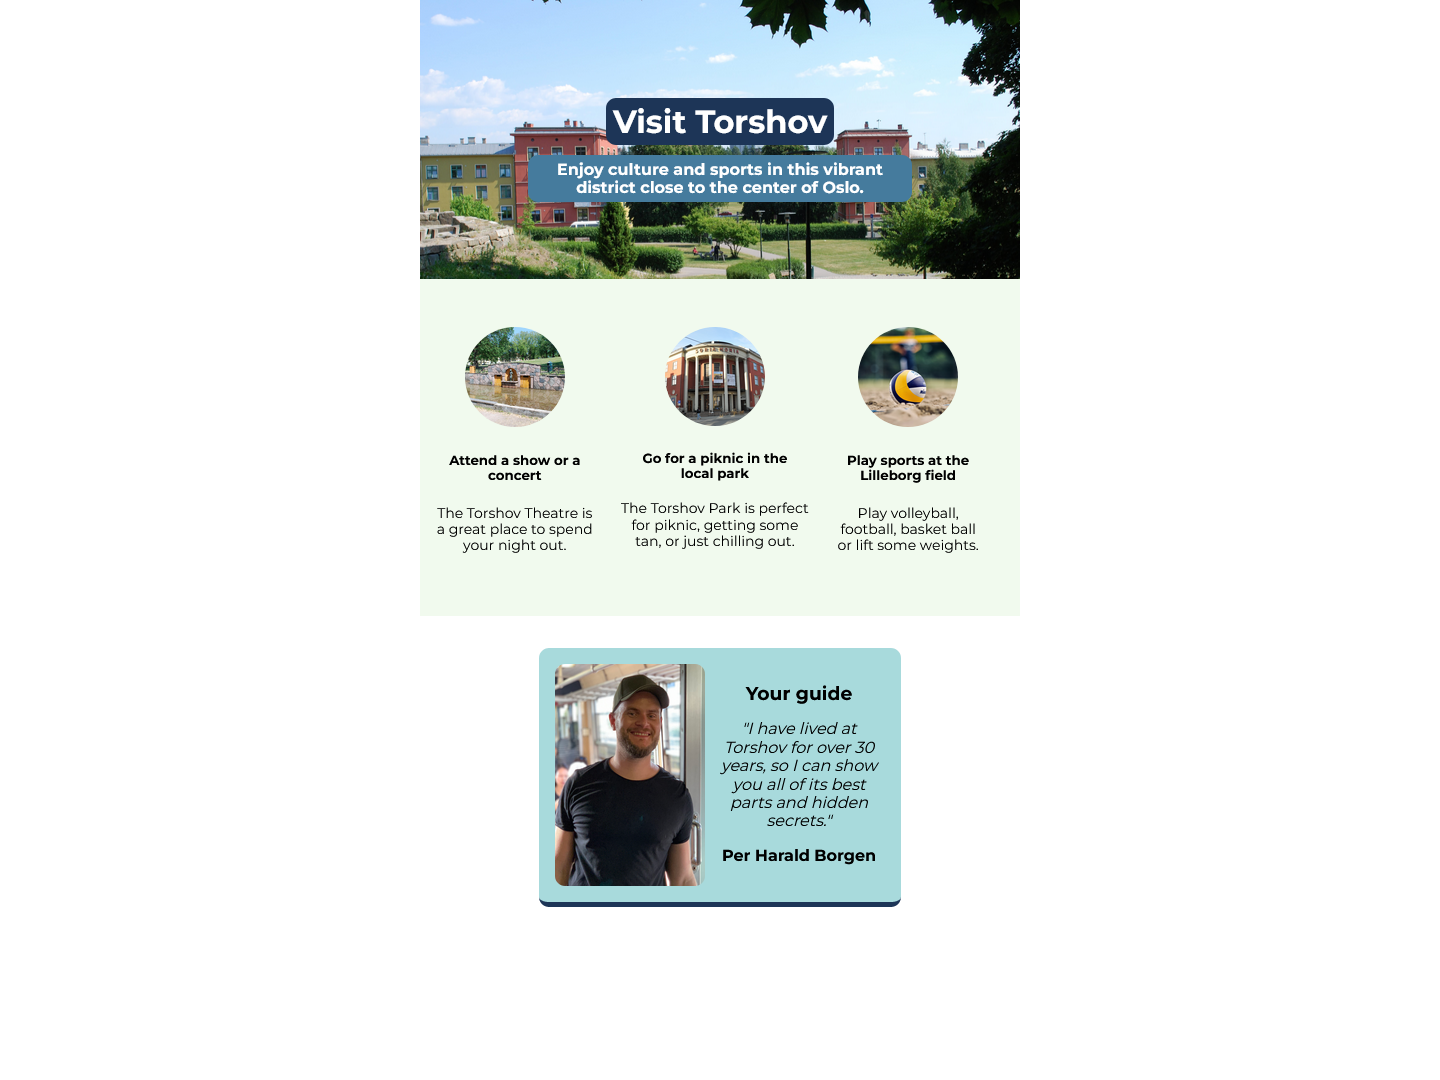 Visit Torshov
Enjoy culture and sports in this vibrant
district close to the center of Oslo.
Attend a show or a
concert
The Torshov Theatre is
a great place to spend
your night out.
Go for a piknic in the
local park
The Torshov Park is perfect
for piknic, getting some
tan, or just chilling out.
Play sports at the
Lilleborg field
Play volleyball,
football, basket ball
or lift some weights.
Your guide
"I have lived at
Torshov for over 30
years, so I can show
you all of its best
parts and hidden
secrets."
Per Harald Borgen